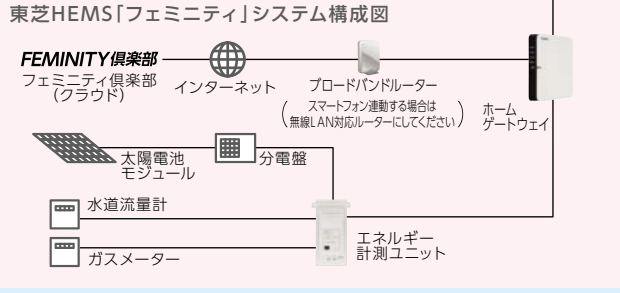 東芝HEMS「フェミニティ」システム構成図
FEMINITY倶楽部
フェミニティ倶楽部
(クラウド)
インターネット
ブロードバンドルーター
(スマートフォン連動する場合は
無線LAN対応ルーターにしてください)
ホーム
ゲートウェイ
太陽電池
モジュール
分電盤
水道流量計
ガスメーター
エネルギー
計測ユニット